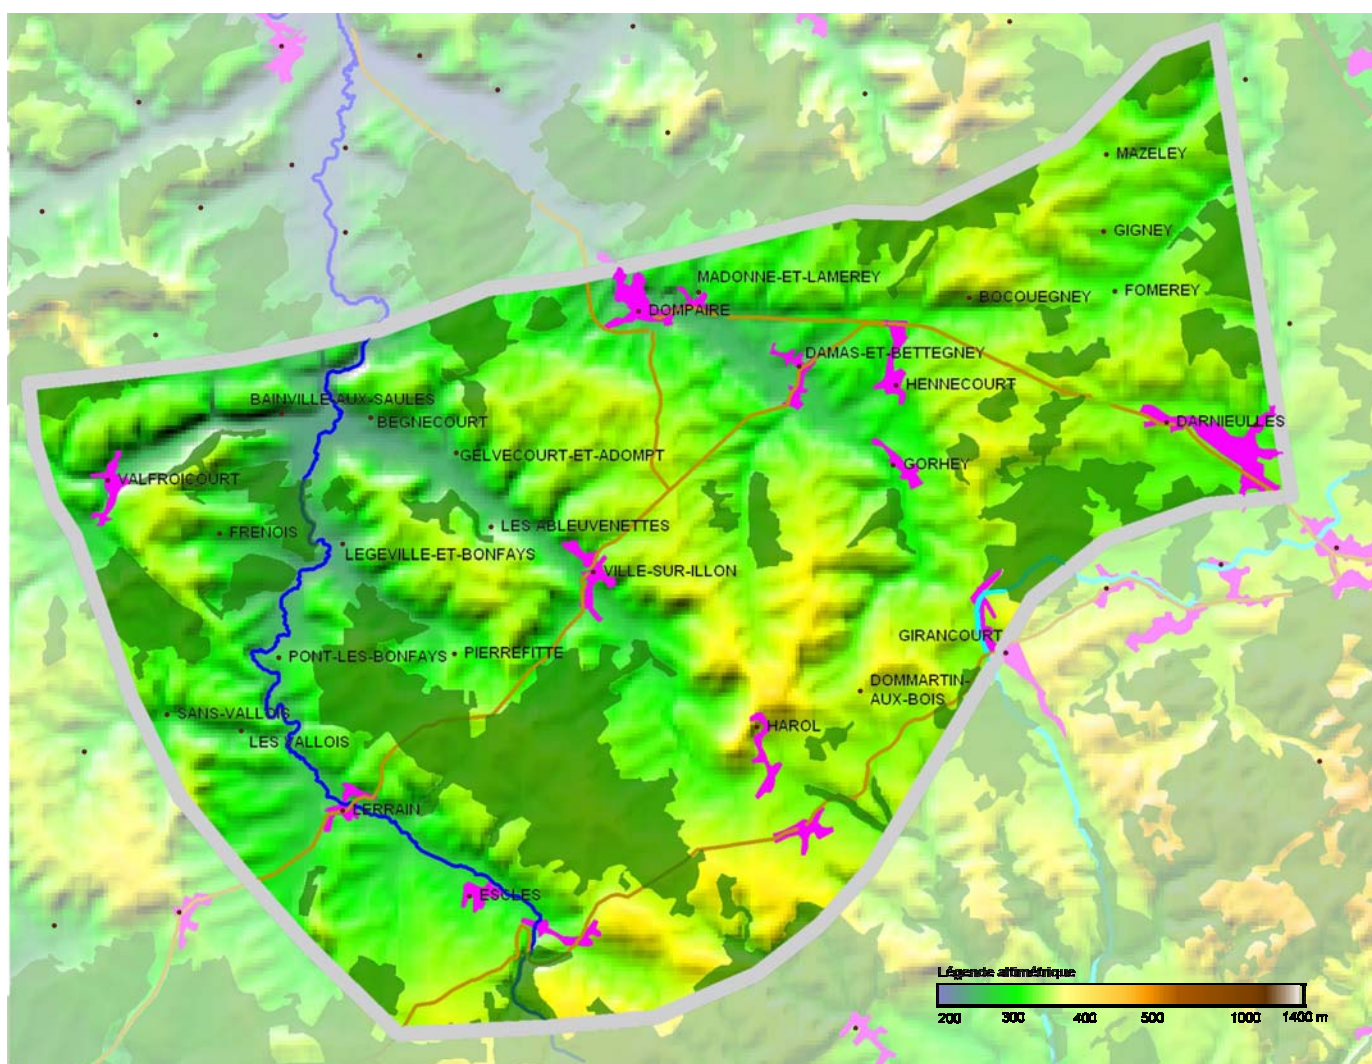 MAZELEY
GIGNEY
MADONNE-ET-LAMEREY
FOMEREY
BOCQUEGNEY
DOMPAIRE
DAMAS-ET-BETTEGNEY
HENNECOURT
BAINVILLE-AUX-SAULES
BEGNECOURT
DARNIEULLES
GELVECOURT-ET-ADOMPT
GORHEY
VALFROICOURT
LES ABLEUVENETTES
FRENOIS
LEGEVILLE-ET-BONFAYS
VILLE-SUR-ILLON
GIRANCOURT
PIERREFITTE
PONT-LES-BONFAYS
DOMMARTIN-
AUX-BOIS
SANS-VALLOIS
HAROL
LES VALLOIS
LERRAIN
ESCLES
Légende altimétrique
200 300 400 500 1000 1400 m